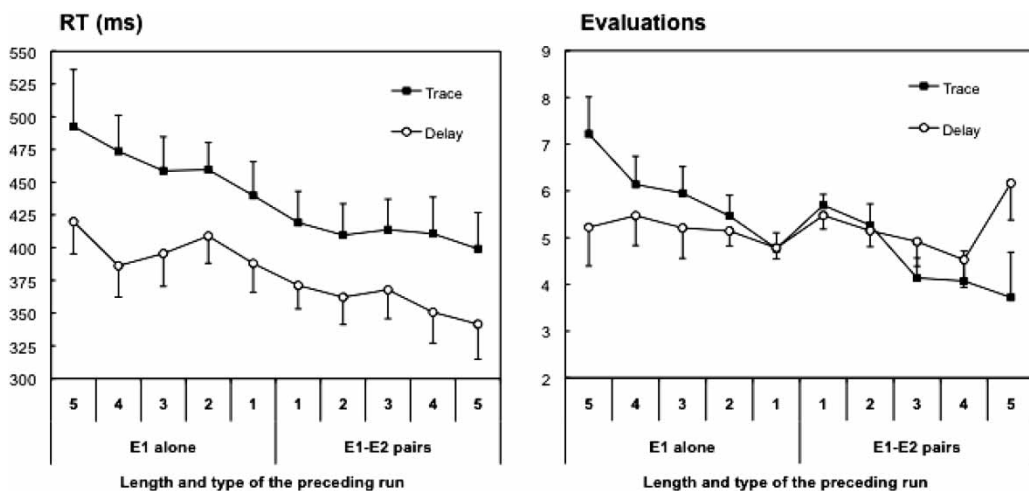 RT (ms)
550
525
500
475
450
425
400
375
350
325
300
Trace
Delay
5 4 3 2 1 1 2 3 4 5
E1 alone E1-E2 pairs
Length and type of the preceding run
Evaluations
9
8
7
6
5
4
3
2
Trace
Delay
5 4 3 2 1 1 2 3 4 5
E1 alone E1-E2 pairs
Length and type of the preceding run